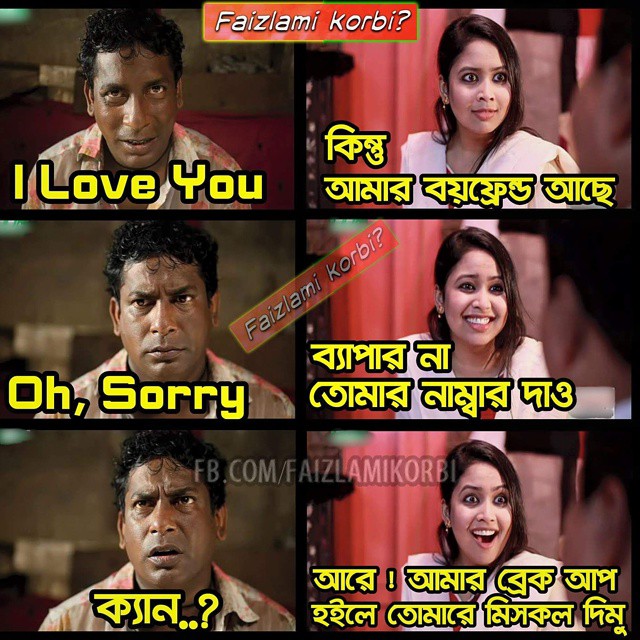 Faizlami korbi?
I Love You
কিন্তু
আমার বয়ফ্রেন্ড আছে
Faizlami korbi?
Oh, Sorry
ব্যাপার না
তোমার নাম্বার দাও
FB.COM/FAIZLAMIKORBI
ক্যান..?
আরে ! আমার ব্রেক আপ
হইলে তোমারে মিসকল দিমু